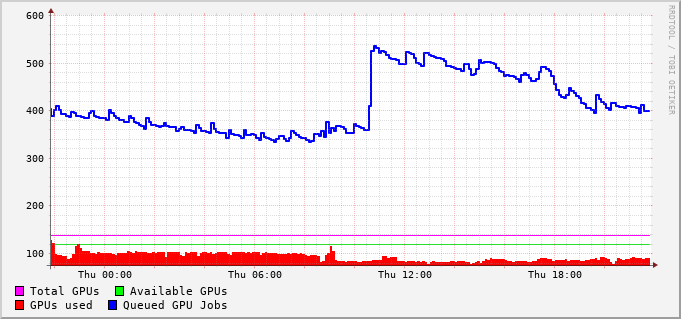 600
500
400
300
200
100
Thu 00:00 Thu 06:00 Thu 12:00 Thu 18:00
Total GPUs Available GPUs
GPUs used Queued GPU Jobs
RRDTOOL / TOBI OETIKER